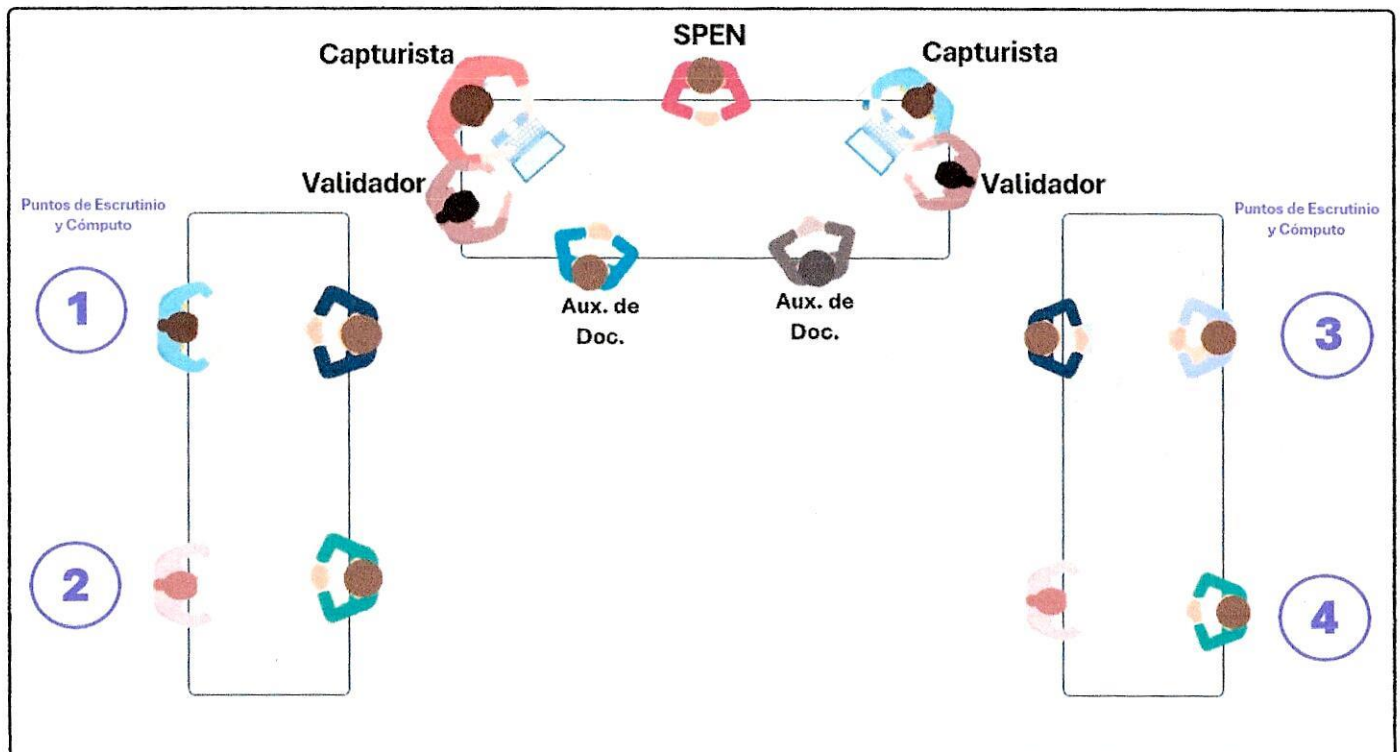 SPEN
Capturista
Capturista
Validador
Validador
Puntos de Escrutinio
y Cómputo
Puntos de Escrutinio
y Cómputo
1
Aux. de
Doc.
Aux. de
Doc.
3
2
4